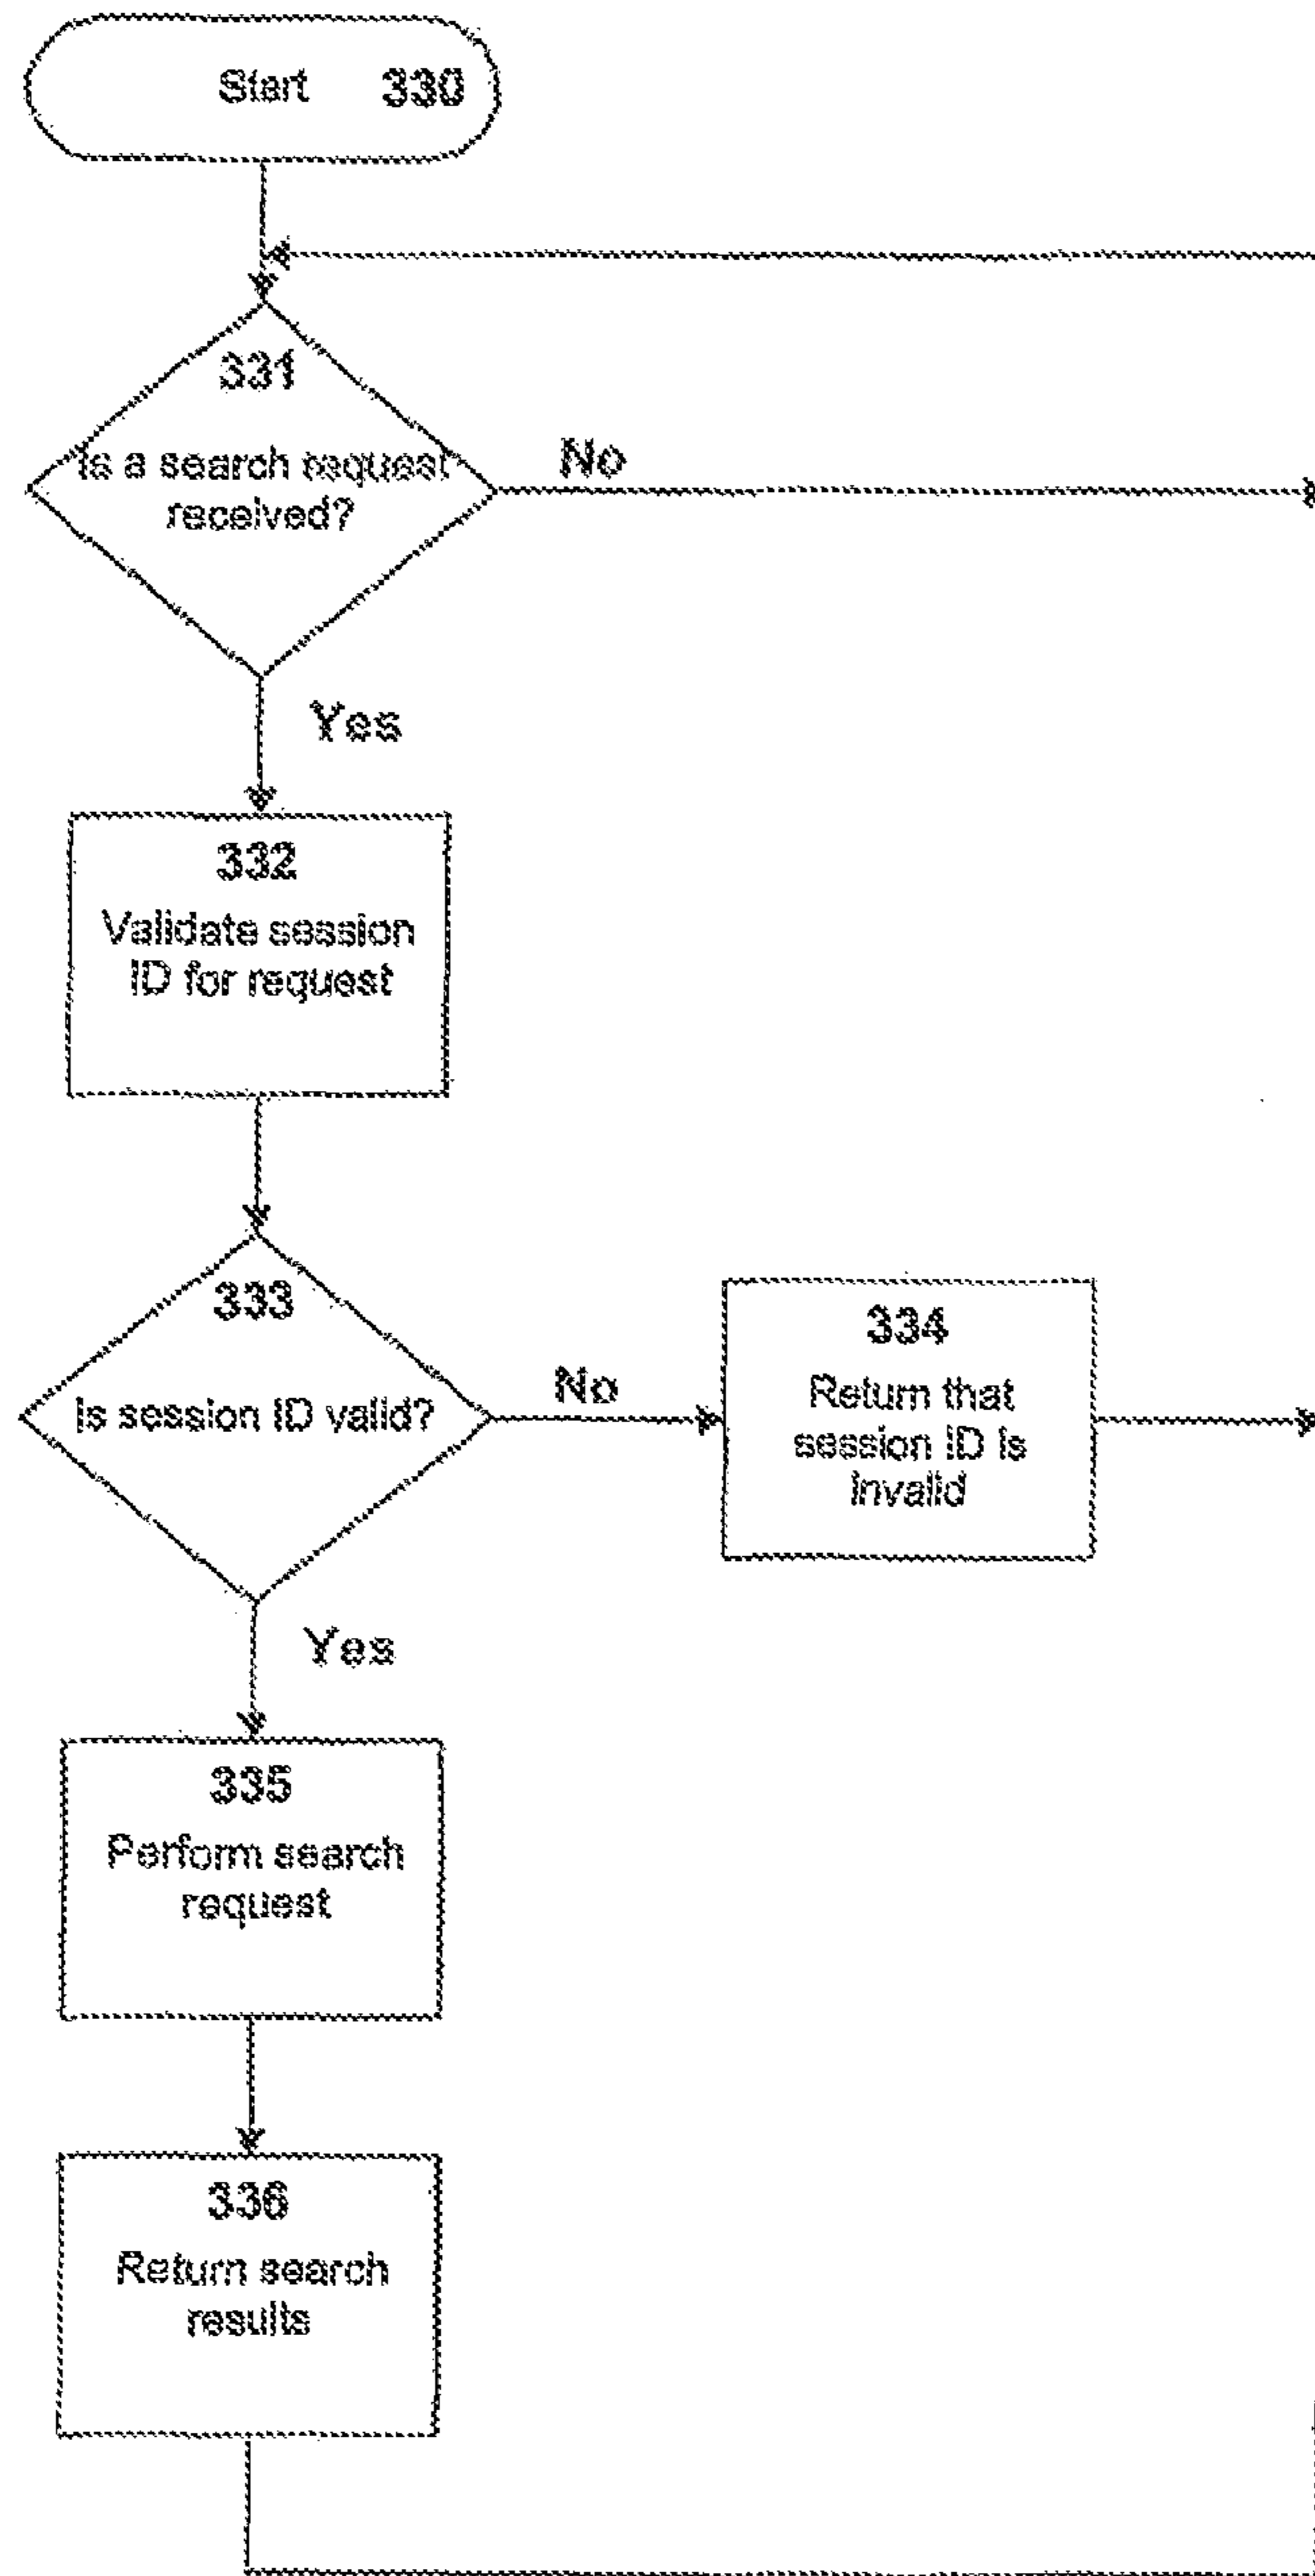 Start 330
331
Is a search request
received?
No
Yes
332
Validate session
ID for request
333
Is session ID valid?
No
334
Return that
session ID is
invalid
Yes
335
Perform search
request
336
Return search
results